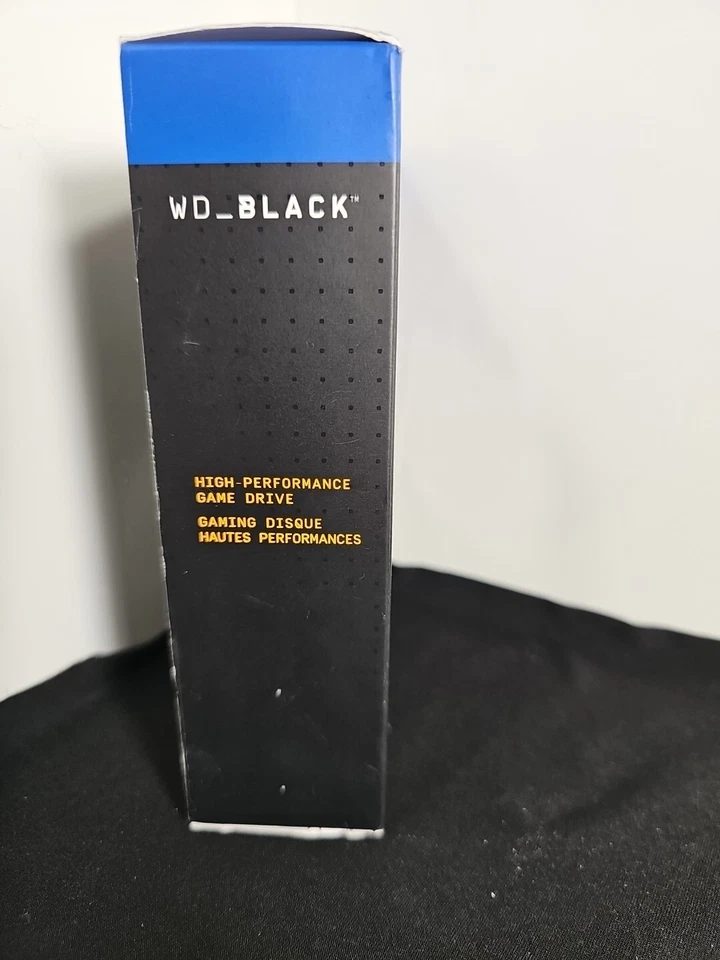 WD_BLACK™
HIGH-PERFORMANCE
GAME DRIVE
GAMING DISQUE
HAUTES PERFORMANCES